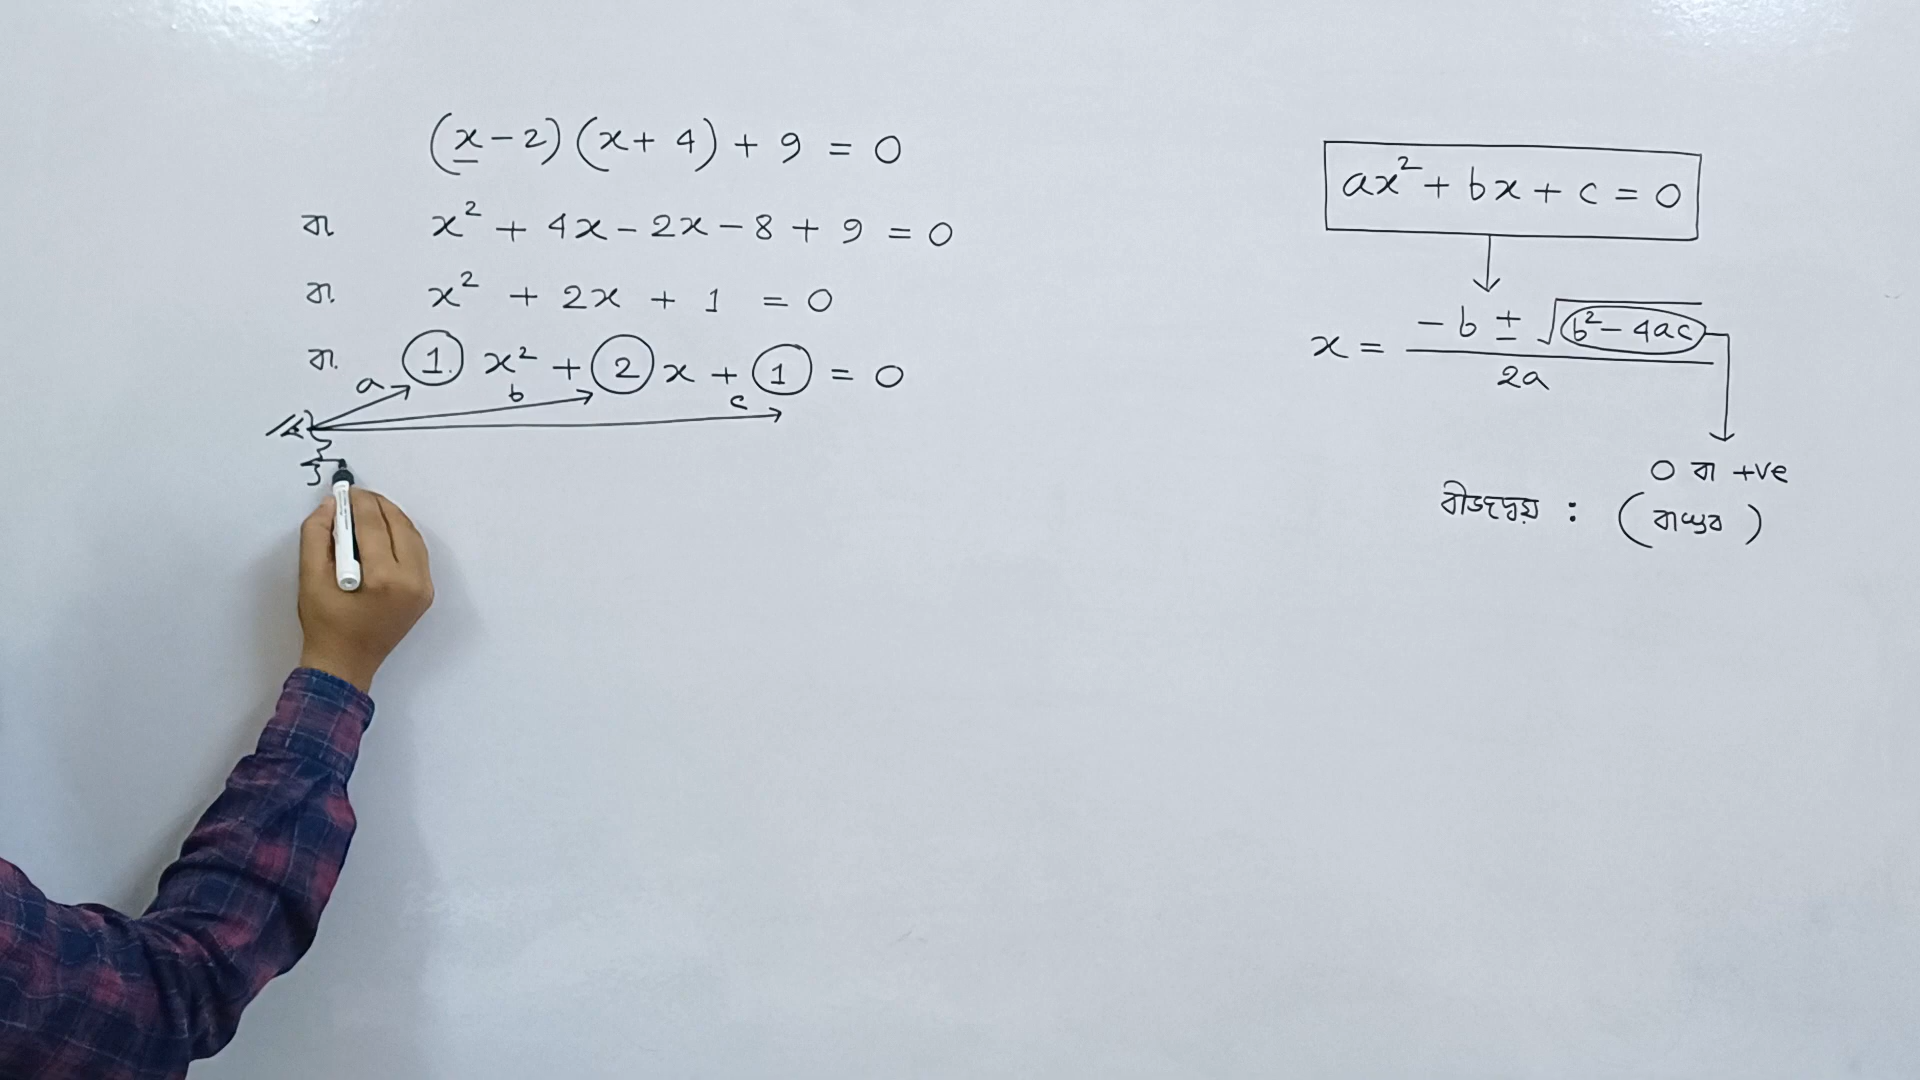 (x - 2) (x + 4) + 9 = 0
বা x² + 4x - 2x - 8 + 9 = 0
বা. x² + 2x + 1 = 0
বা. 1. x² + 2 x + 1 = 0
a b c
ax² + bx + c = 0
x = (-b ± √(b² - 4ac)) / 2a
0 বা +ve
বীজদ্বয় : (বাস্তব)